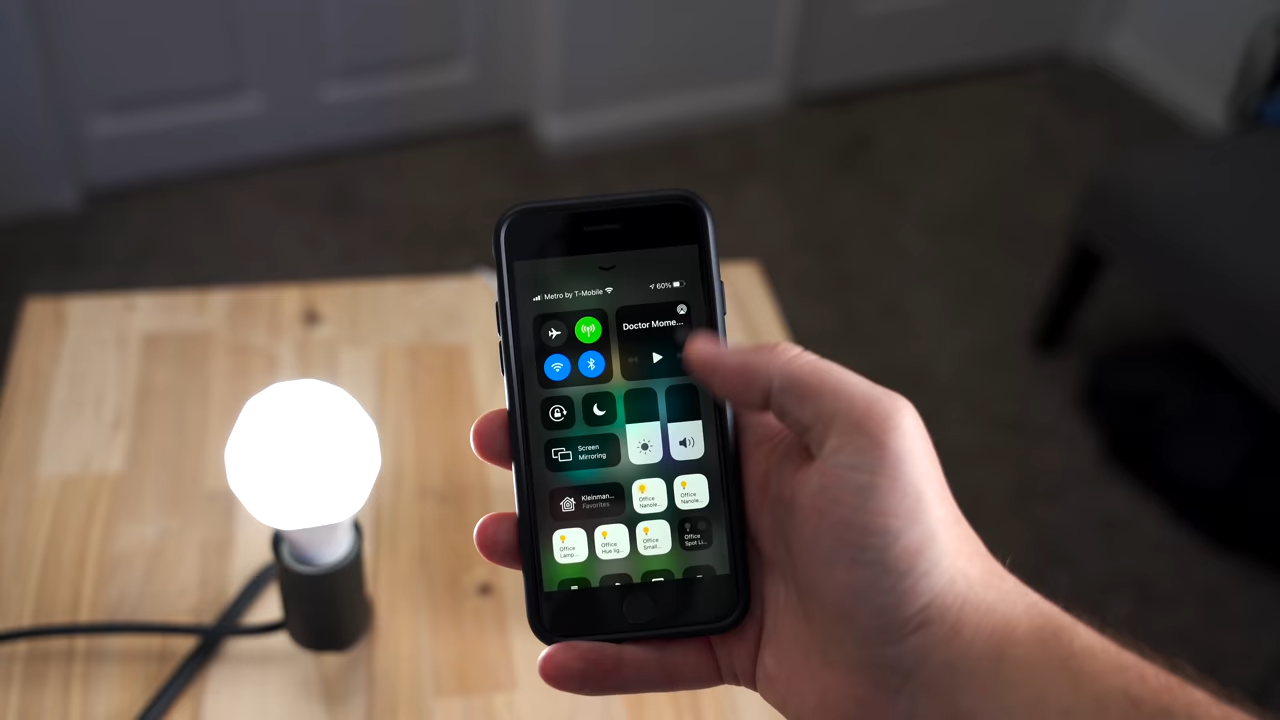 Metro by T-Mobile
60%
Doctor Mome...
Screen
Mirroring
Kleinman...
Favorites
Office
Nanole...
Office
Nanole...
Office
Lamp...
Office
Hue lig...
Office
Small...
Office
Spot Li...